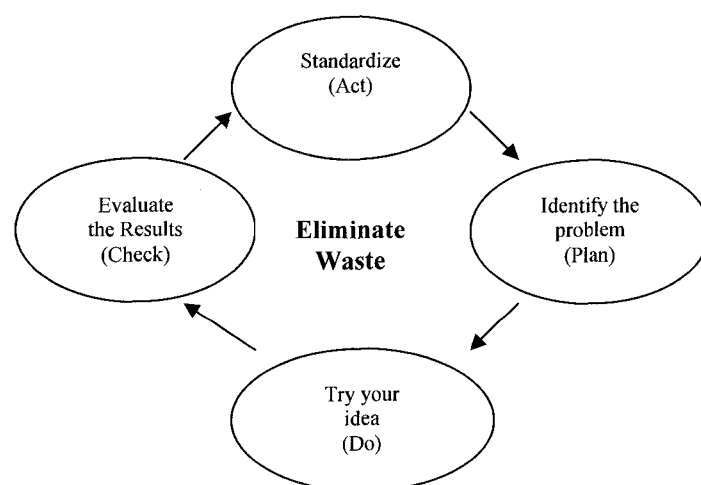 Standardize
(Act)
Evaluate
the Results
(Check)
Eliminate
Waste
Identify the
problem
(Plan)
Try your
idea
(Do)